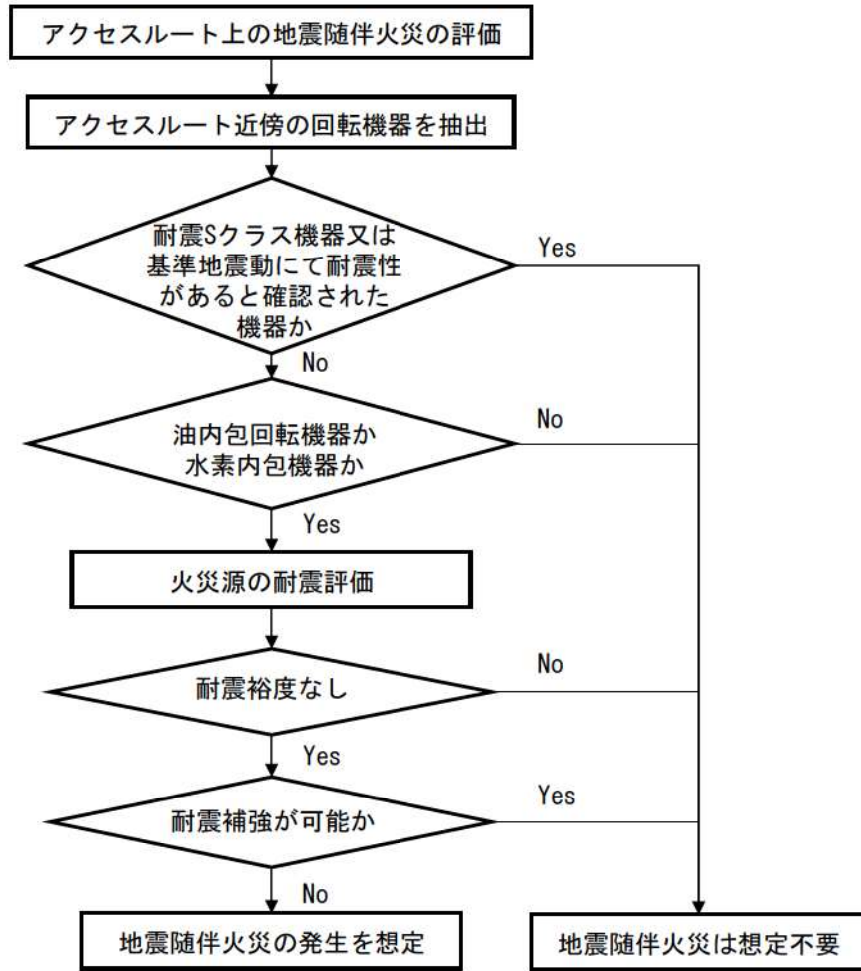 アクセスルート上の地震随伴火災の評価
アクセスルート近傍の回転機器を抽出
耐震Sクラス機器又は
基準地震動にて耐震性
があると確認された
機器か
Yes
No
油内包回転機器か
水素内包機器か
No
Yes
火災源の耐震評価
耐震裕度なし
No
Yes
耐震補強が可能か
Yes
No
地震随伴火災の発生を想定
地震随伴火災は想定不要